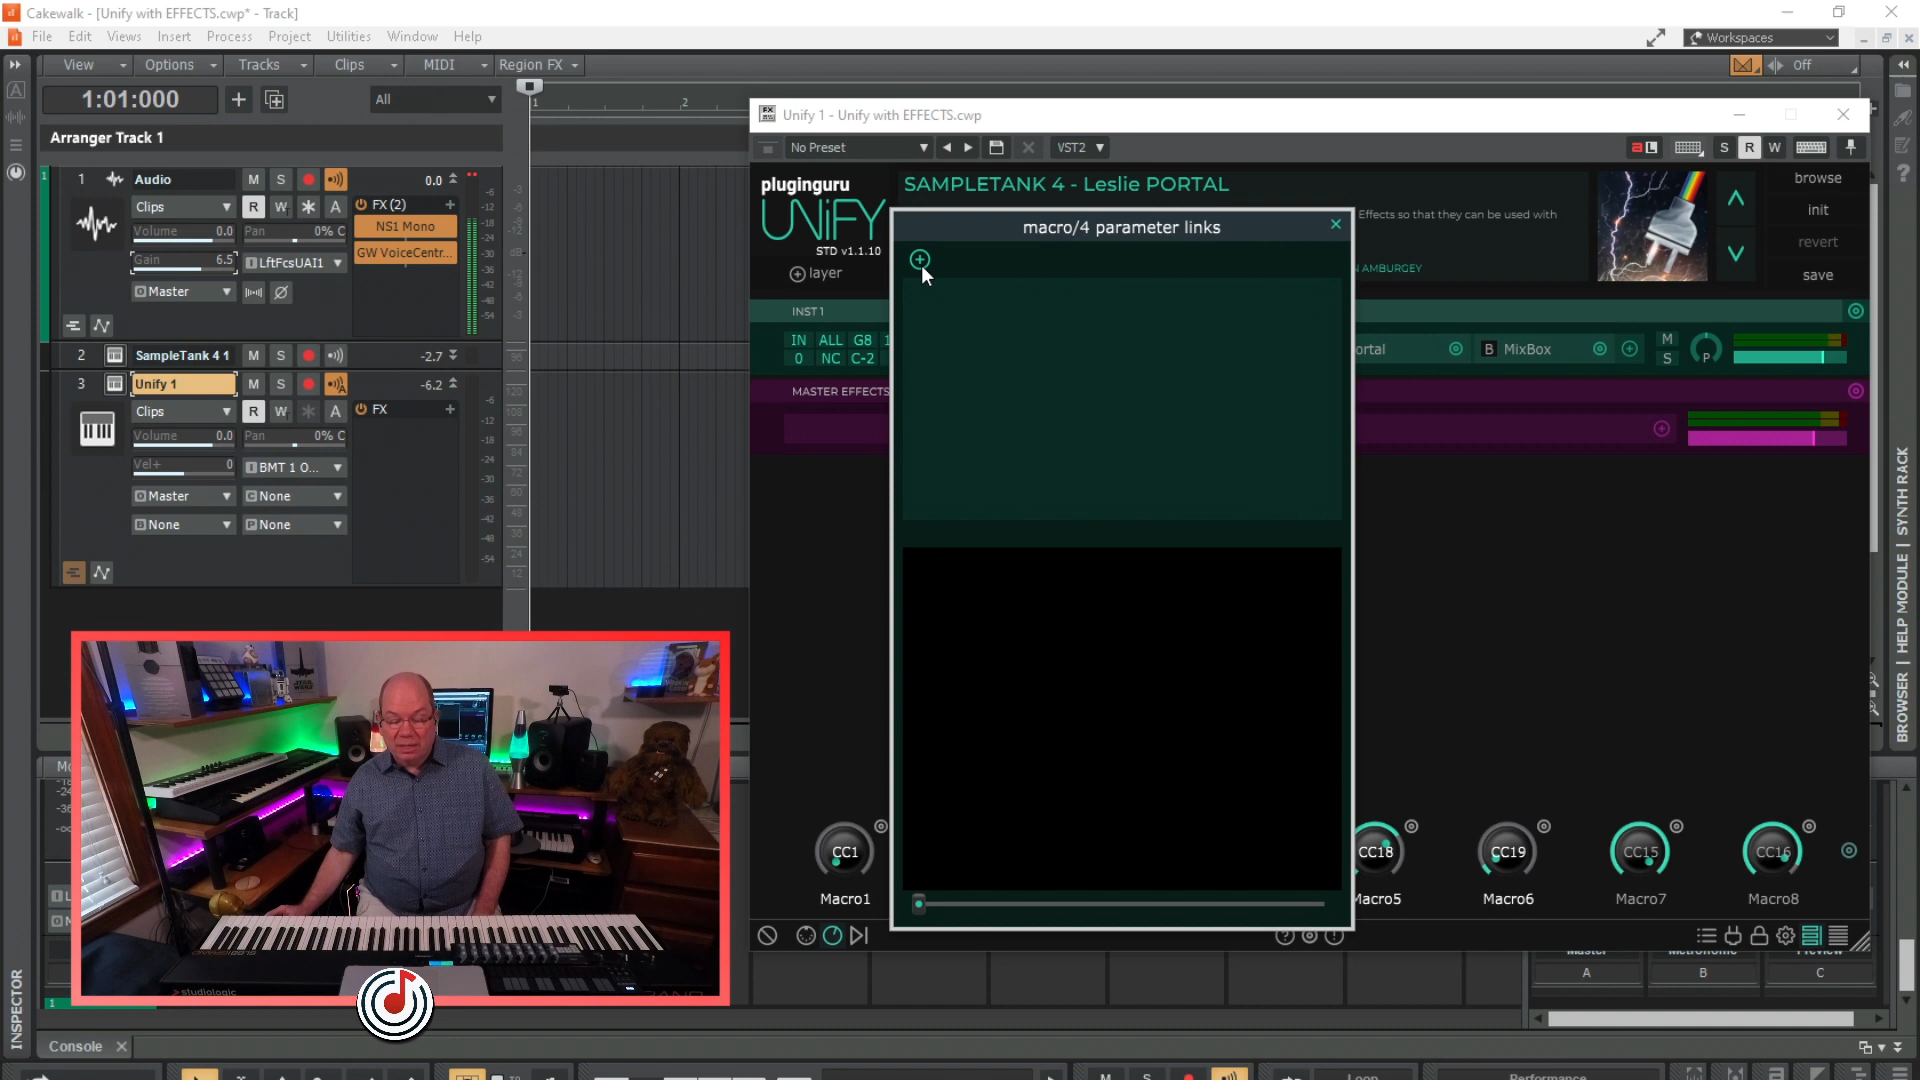 Cakewalk - [Unify with EFFECTS.cwp* - Track]
File Edit Views Insert Process Project Utilities Window Help
Workspaces
View Options Tracks Clips MIDI Region FX
Off
1:01:000
All
1 2
Arranger Track 1
Unify 1 - Unify with EFFECTS.cwp
No Preset
VST2
S R W
1
1 Audio M S 0.0
Clips R W A
FX (2)
Volume 0.0 Pan 0% C
NS1 Mono
GW VoiceCentr...
Gain 6.5 LftFcsUAI1
Master
2 SampleTank 4 1 M S -2.7
3 Unify 1 M S -6.2
Clips R W A
FX
Volume 0.0 Pan 0% C
Vel+ 0 BMT 1 O...
Master None
None None
pluginguru
UNIFY
STD v1.1.10
layer
SAMPLETANK 4 - Leslie PORTAL
Effects so that they can be used with
AMBURGEY
browse
init
revert
save
macro/4 parameter links
INST 1
IN ALL G8 1
0 NC C-2
ortal
B MixBox
M
S
P
MASTER EFFECTS
CC1
Macro1
CC18
Macro5
CC19
Macro6
CC15
Macro7
CC16
Macro8
BROWSER | HELP MODULE | SYNTH RACK
INSPECTOR
studiologic
A B C
Console
M S
Loop
Performance